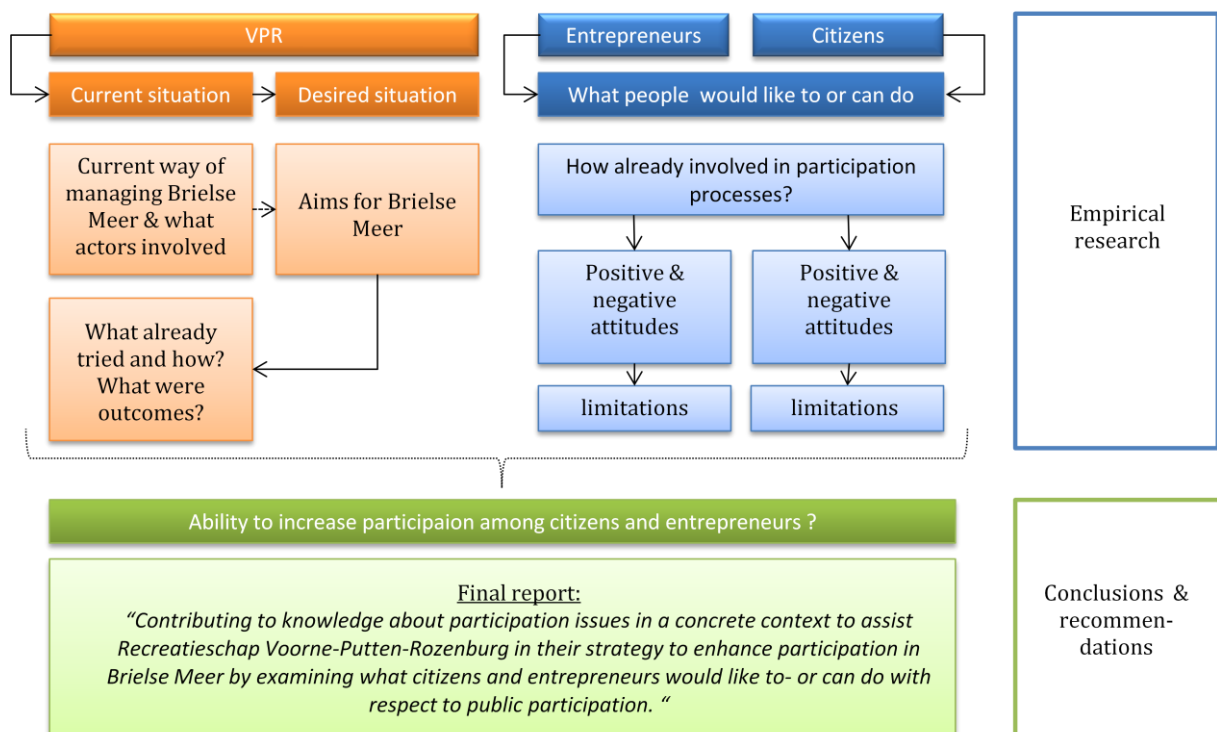 VPR
Current situation
Desired situation
Current way of
managing Brielse
Meer & what
actors involved
Aims for Brielse
Meer
What already
tried and how?
What were
outcomes?
Entrepreneurs
Citizens
What people would like to or can do
How already involved in participation
processes?
Positive &
negative
attitudes
Positive &
negative
attitudes
limitations
limitations
Empirical
research
Ability to increase participaion among citizens and entrepreneurs ?
Final report:
“Contributing to knowledge about participation issues in a concrete context to assist
Recreatieschap Voorne-Putten-Rozenburg in their strategy to enhance participation in
Brielse Meer by examining what citizens and entrepreneurs would like to- or can do with
respect to public participation. “
Conclusions &
recommen-
dations